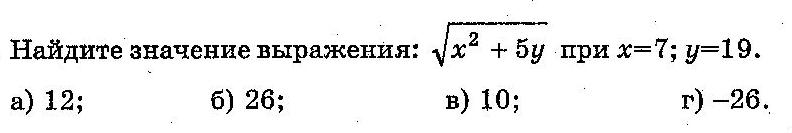 Найдите значение выражения: √(x² + 5y) при x=7; y=19.
а) 12; б) 26; в) 10; г) –26.